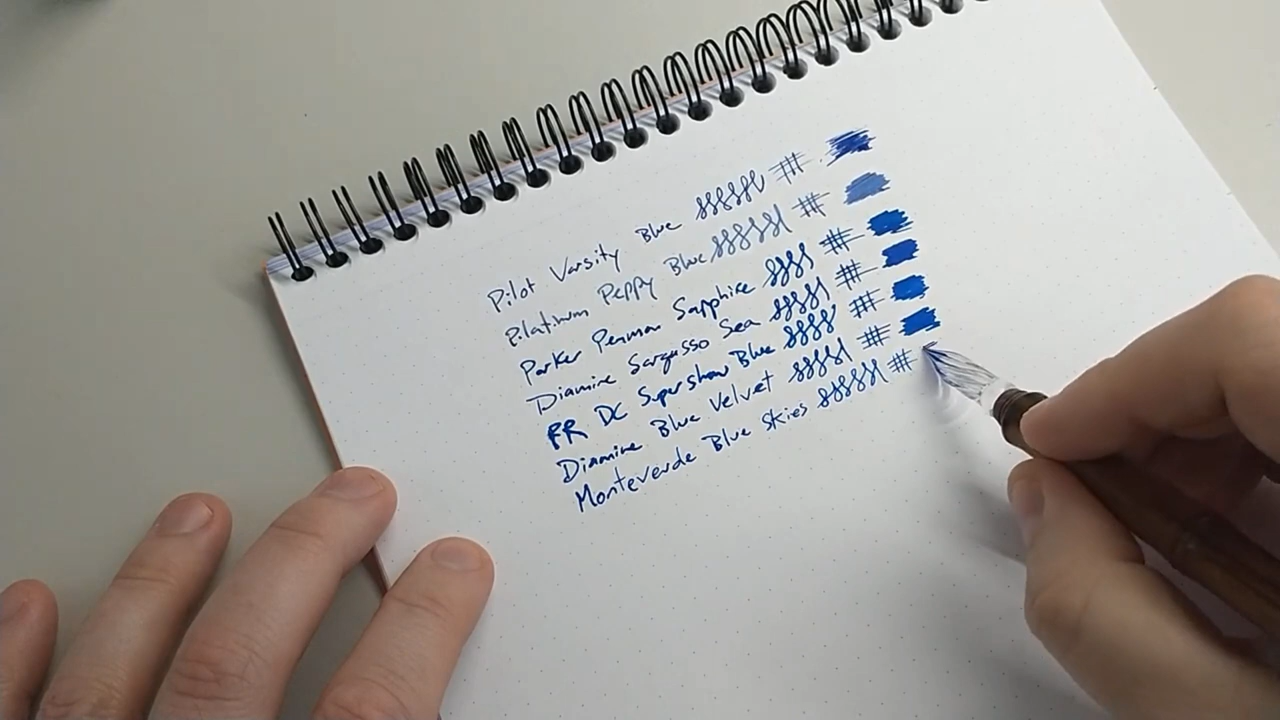 Pilot Varsity Blue
Platinum Peppy Blue
Parker Penman Sapphire
Diamine Sargasso Sea
PR DC Supershow Blue
Diamine Blue Velvet
Monteverde Blue Skies